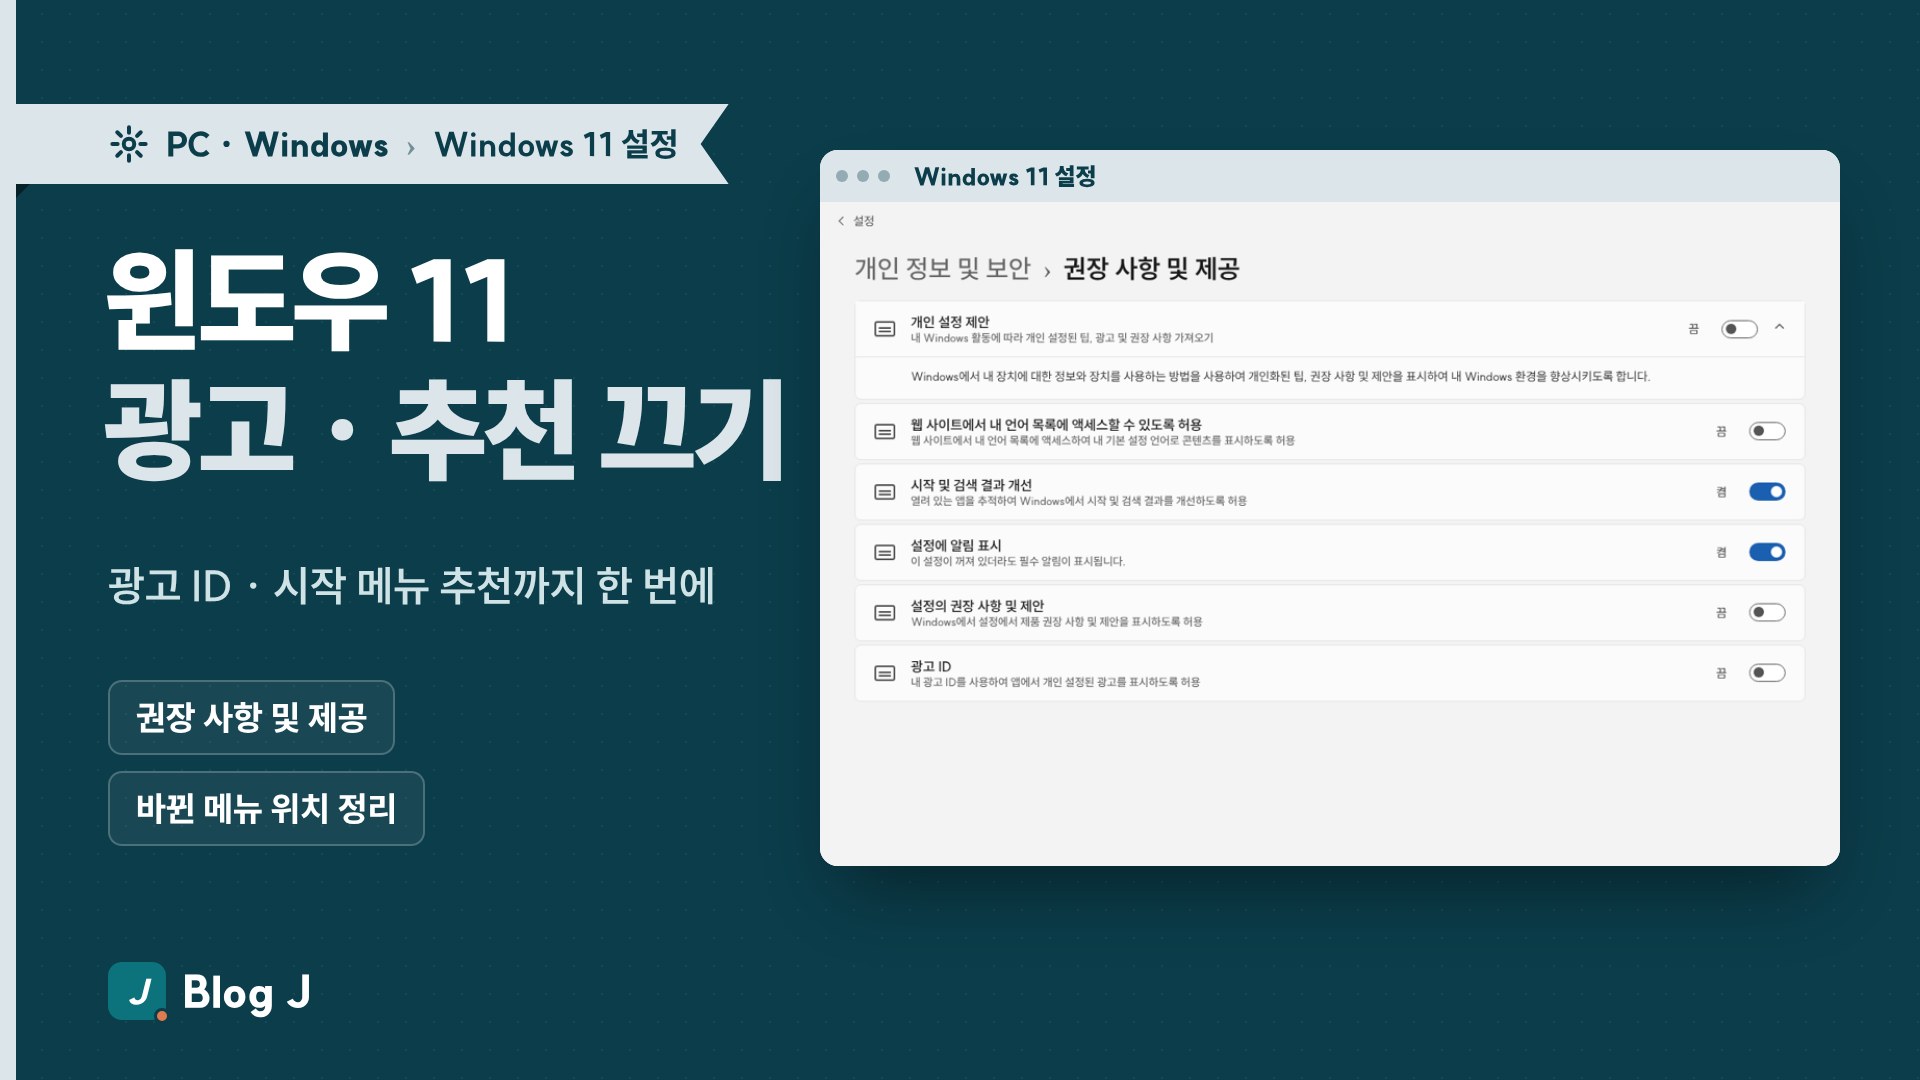 PC · Windows › Windows 11 설정
윈도우 11
광고 · 추천 끄기
광고 ID · 시작 메뉴 추천까지 한 번에
권장 사항 및 제공
바뀐 메뉴 위치 정리
J Blog J
Windows 11 설정
설정
개인 정보 및 보안 › 권장 사항 및 제공
개인 설정 제안
내 Windows 활동에 따라 개인 설정된 팁, 광고 및 권장 사항 가져오기
끔
Windows에서 내 장치에 대한 정보와 장치를 사용하는 방법을 사용하여 개인화된 팁, 권장 사항 및 제안을 표시하여 내 Windows 환경을 향상시키도록 합니다.
웹 사이트에서 내 언어 목록에 액세스할 수 있도록 허용
웹 사이트에서 내 언어 목록에 액세스하여 내 기본 설정 언어로 콘텐츠를 표시하도록 허용
끔
시작 및 검색 결과 개선
열려 있는 앱을 추적하여 Windows에서 시작 및 검색 결과를 개선하도록 허용
켬
설정에 알림 표시
이 설정이 꺼져 있더라도 필수 알림이 표시됩니다.
켬
설정의 권장 사항 및 제안
Windows에서 설정에서 제품 권장 사항 및 제안을 표시하도록 허용
끔
광고 ID
내 광고 ID를 사용하여 앱에서 개인 설정된 광고를 표시하도록 허용
끔